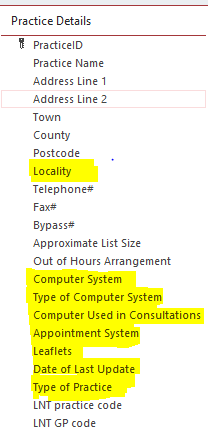 Practice Details
PracticeID
Practice Name
Address Line 1
Address Line 2
Town
County
Postcode
Locality
Telephone#
Fax#
Bypass#
Approximate List Size
Out of Hours Arrangement
Computer System
Type of Computer System
Computer Used in Consultations
Appointment System
Leaflets
Date of Last Update
Type of Practice
LNT practice code
LNT GP code